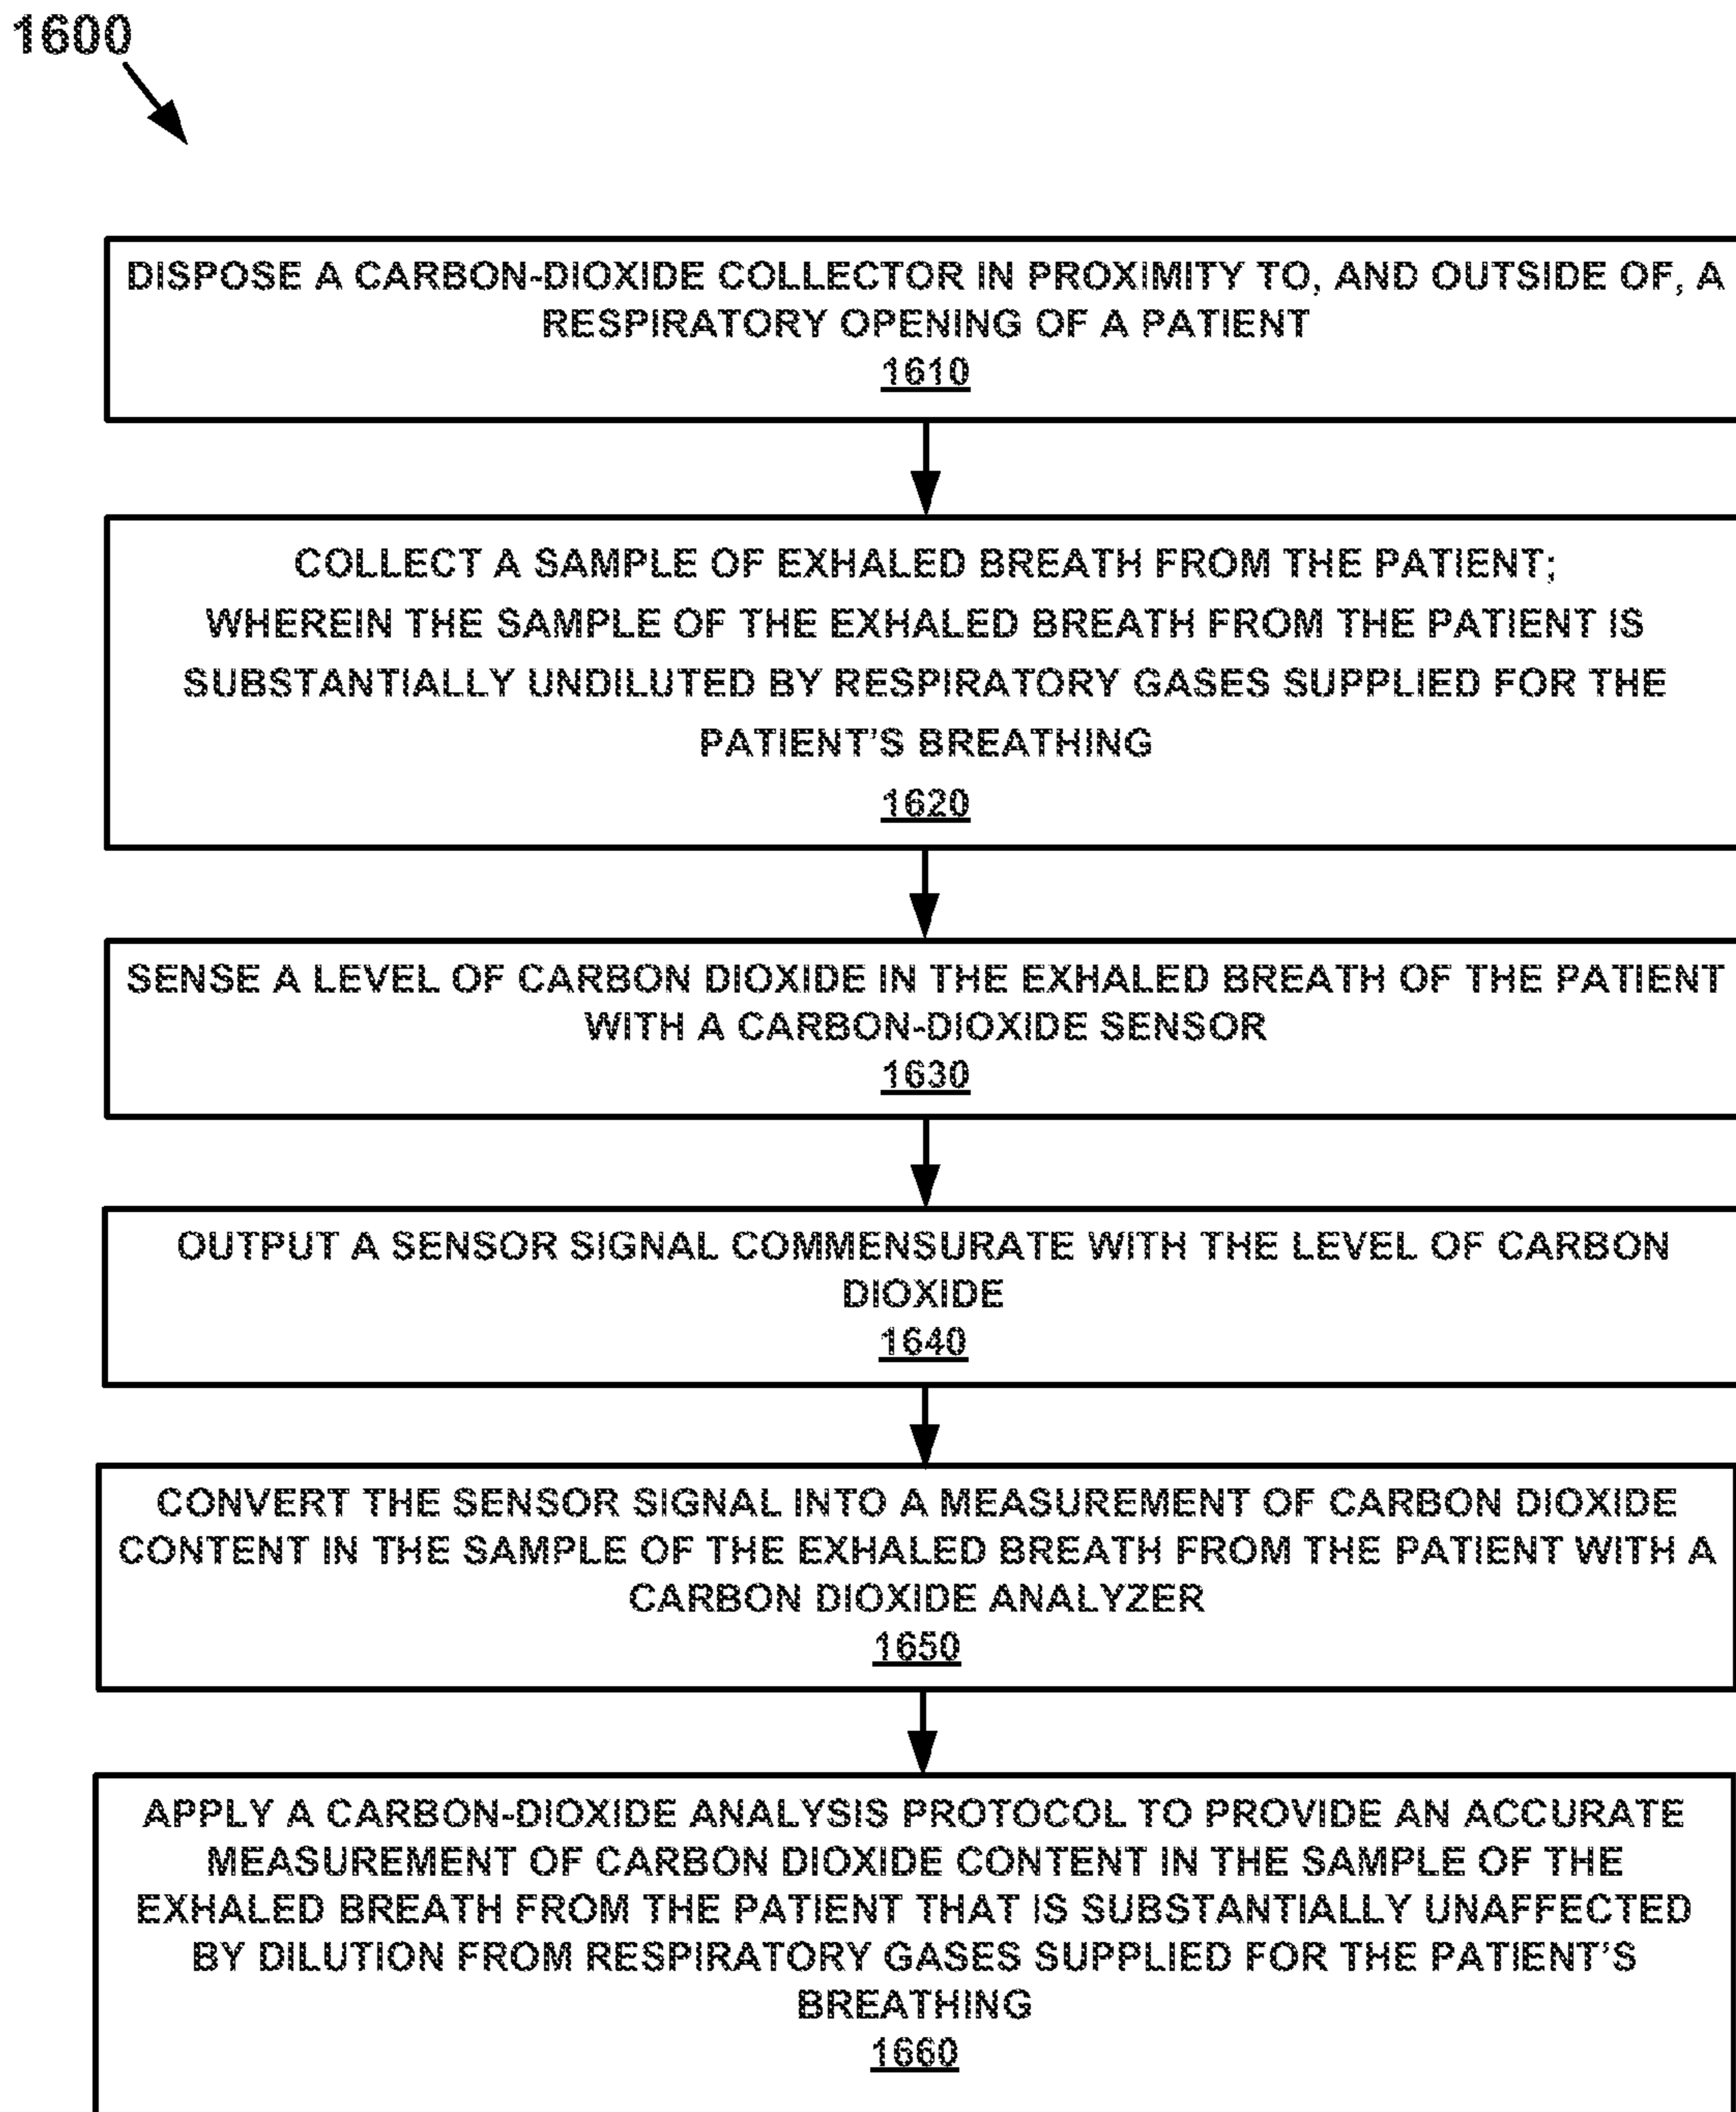 1600
DISPOSE A CARBON-DIOXIDE COLLECTOR IN PROXIMITY TO, AND OUTSIDE OF, A
RESPIRATORY OPENING OF A PATIENT
1610
COLLECT A SAMPLE OF EXHALED BREATH FROM THE PATIENT;
WHEREIN THE SAMPLE OF THE EXHALED BREATH FROM THE PATIENT IS
SUBSTANTIALLY UNDILUTED BY RESPIRATORY GASES SUPPLIED FOR THE
PATIENT'S BREATHING
1620
SENSE A LEVEL OF CARBON DIOXIDE IN THE EXHALED BREATH OF THE PATIENT
WITH A CARBON-DIOXIDE SENSOR
1630
OUTPUT A SENSOR SIGNAL COMMENSURATE WITH THE LEVEL OF CARBON
DIOXIDE
1640
CONVERT THE SENSOR SIGNAL INTO A MEASUREMENT OF CARBON DIOXIDE
CONTENT IN THE SAMPLE OF THE EXHALED BREATH FROM THE PATIENT WITH A
CARBON DIOXIDE ANALYZER
1650
APPLY A CARBON-DIOXIDE ANALYSIS PROTOCOL TO PROVIDE AN ACCURATE
MEASUREMENT OF CARBON DIOXIDE CONTENT IN THE SAMPLE OF THE
EXHALED BREATH FROM THE PATIENT THAT IS SUBSTANTIALLY UNAFFECTED
BY DILUTION FROM RESPIRATORY GASES SUPPLIED FOR THE PATIENT'S
BREATHING
1660